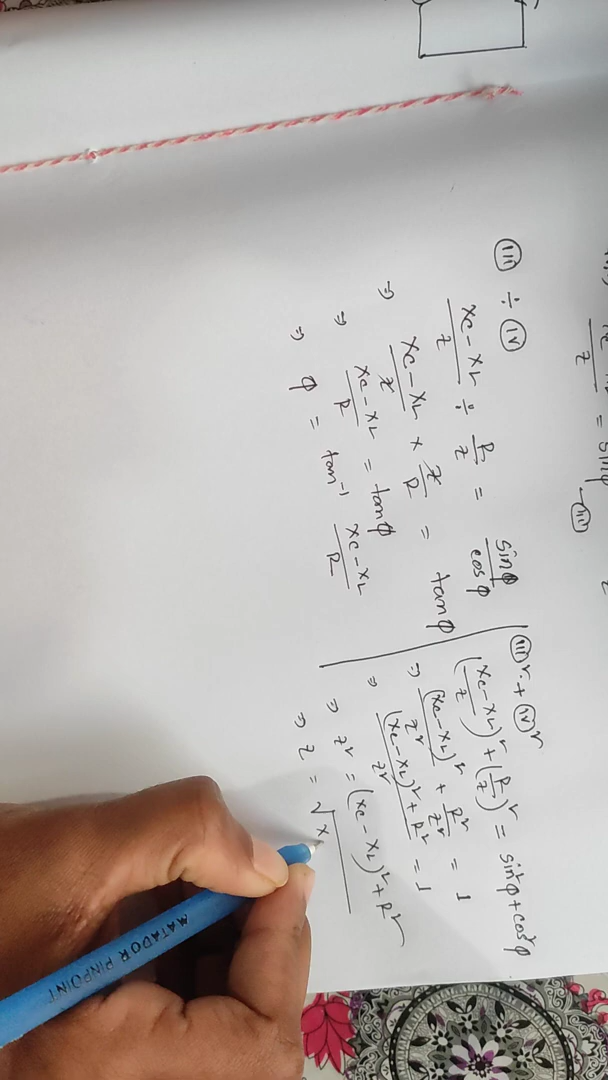 = sinφ —(iii)
(iii) ÷ (iv)
(Xc - XL)/Z ÷ R/Z = sinφ/cosφ
⇒ (Xc - XL)/Z × Z/R = tanφ
⇒ (Xc - XL)/R = tanφ
⇒ φ = tan⁻¹ (Xc - XL)/R
(iii)² + (iv)²
((Xc - XL)/Z)² + (R/Z)² = sin²φ + cos²φ
⇒ (Xc - XL)²/Z² + R²/Z² = 1
⇒ ((Xc - XL)² + R²)/Z² = 1
⇒ Z² = (Xc - XL)² + R²
⇒ Z = √X
MATADOR PINPOINT